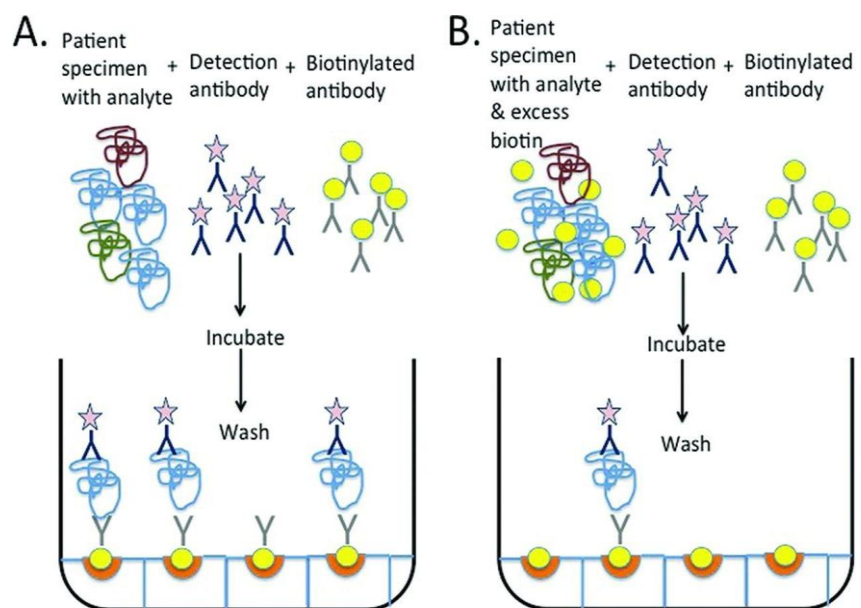 A.
Patient
specimen
with analyte
+
Detection
antibody
+
Biotinylated
antibody
Incubate
Wash
B.
Patient
specimen
with analyte
& excess
biotin
+
Detection
antibody
+
Biotinylated
antibody
Incubate
Wash